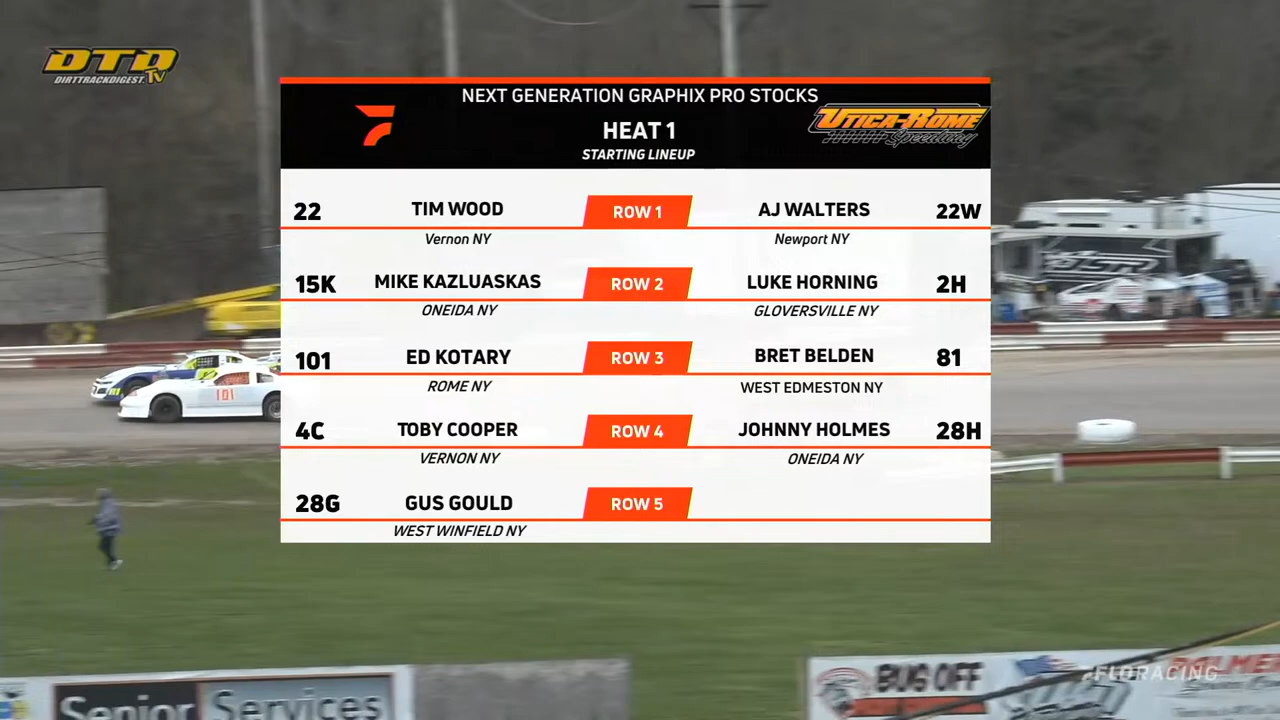 DTD
DIRTTRACKDIGEST.TV
NEXT GENERATION GRAPHIX PRO STOCKS
HEAT 1
STARTING LINEUP
UTICA-ROME
Speedway
22 TIM WOOD ROW 1 AJ WALTERS 22W
Vernon NY Newport NY
15K MIKE KAZLUASKAS ROW 2 LUKE HORNING 2H
ONEIDA NY GLOVERSVILLE NY
101 ED KOTARY ROW 3 BRET BELDEN 81
ROME NY WEST EDMESTON NY
4C TOBY COOPER ROW 4 JOHNNY HOLMES 28H
VERNON NY ONEIDA NY
28G GUS GOULD ROW 5
WEST WINFIELD NY
101
Senior Services
BUG OFF
FLORACING